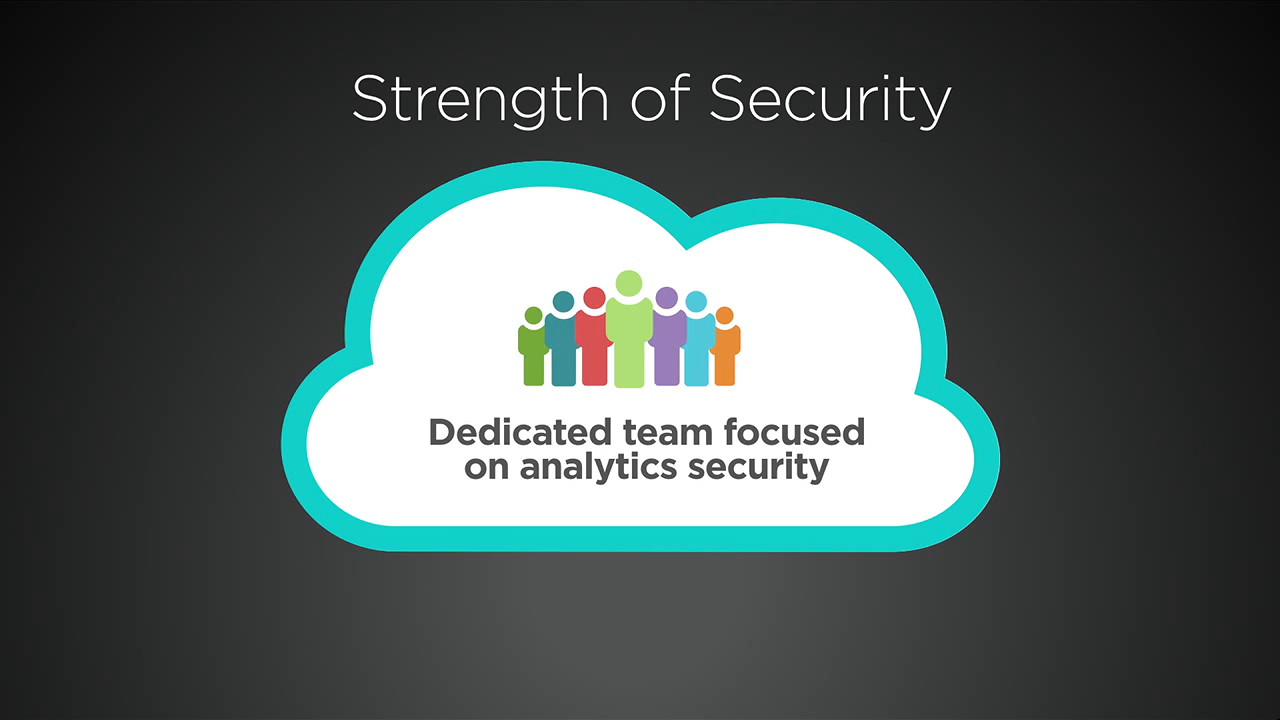 Strength of Security
Dedicated team focused
on analytics security